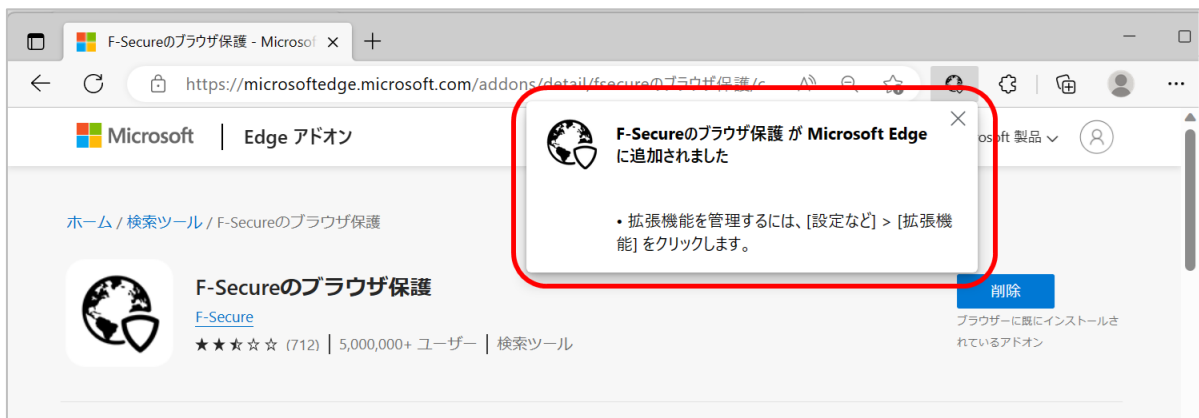 F-Secureのブラウザ保護 - Microsof
https://microsoftedge.microsoft.com/addons/detail/fsecureのブラウザ保護/c
Microsoft | Edge アドオン
osoft 製品
F-Secureのブラウザ保護 が Microsoft Edge
に追加されました
• 拡張機能を管理するには、[設定など] > [拡張機
能] をクリックします。
ホーム / 検索ツール / F-Secureのブラウザ保護
F-Secureのブラウザ保護
F-Secure
(712) | 5,000,000+ ユーザー | 検索ツール
削除
ブラウザーに既にインストールさ
れているアドオン